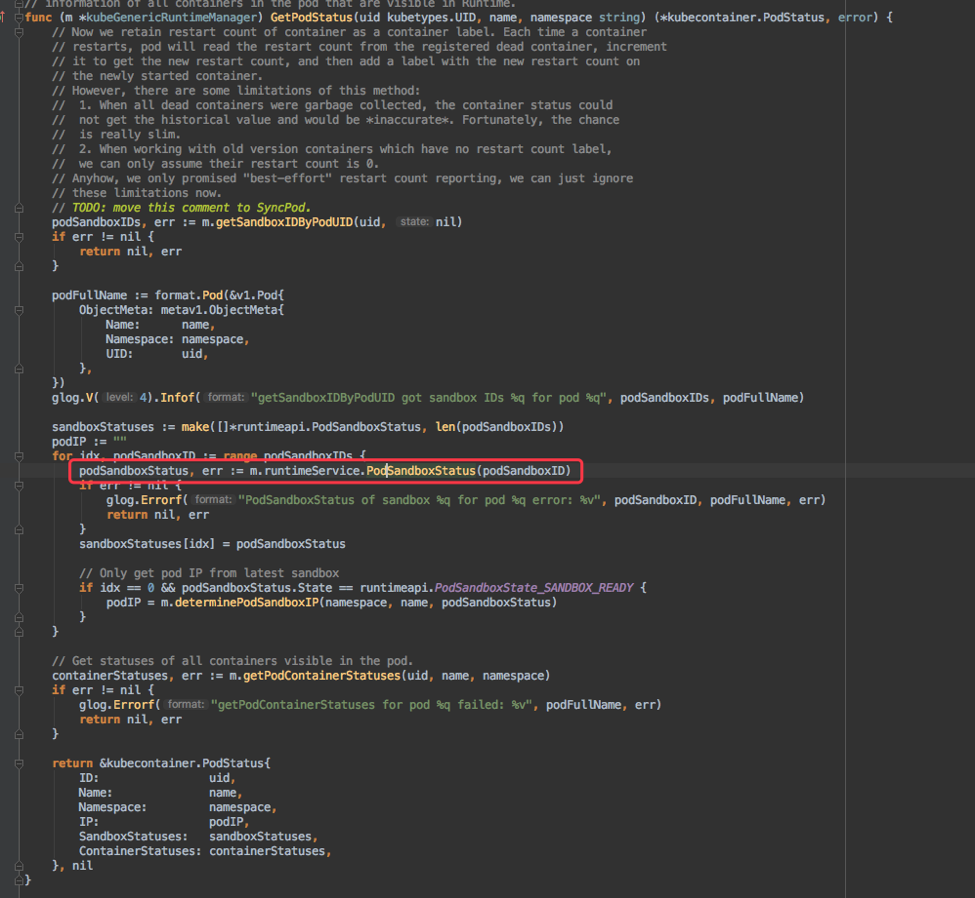 // information of all containers in the pod that are visible in Runtime.
func (m *kubeGenericRuntimeManager) GetPodStatus(uid kubetypes.UID, name, namespace string) (*kubecontainer.PodStatus, error) {
// Now we retain restart count of container as a container label. Each time a container
// restarts, pod will read the restart count from the registered dead container, increment
// it to get the new restart count, and then add a label with the new restart count on
// the newly started container.
// However, there are some limitations of this method:
//  1. When all dead containers were garbage collected, the container status could
//  not get the historical value and would be *inaccurate*. Fortunately, the chance
//  is really slim.
//  2. When working with old version containers which have no restart count label,
//  we can only assume their restart count is 0.
// Anyhow, we only promised "best-effort" restart count reporting, we can just ignore
// these limitations now.
// TODO: move this comment to SyncPod.
podSandboxIDs, err := m.getSandboxIDByPodUID(uid, state: nil)
if err != nil {
return nil, err
}
podFullName := format.Pod(&v1.Pod{
ObjectMeta: metav1.ObjectMeta{
Name:      name,
Namespace: namespace,
UID:       uid,
},
})
glog.V( level: 4).Infof( format: "getSandboxIDByPodUID got sandbox IDs %q for pod %q", podSandboxIDs, podFullName)
sandboxStatuses := make([]*runtimeapi.PodSandboxStatus, len(podSandboxIDs))
podIP := ""
for idx, podSandboxID := range podSandboxIDs {
podSandboxStatus, err := m.runtimeService.PodSandboxStatus(podSandboxID)
if err != nil {
glog.Errorf( format: "PodSandboxStatus of sandbox %q for pod %q error: %v", podSandboxID, podFullName, err)
return nil, err
}
sandboxStatuses[idx] = podSandboxStatus
// Only get pod IP from latest sandbox
if idx == 0 && podSandboxStatus.State == runtimeapi.PodSandboxState_SANDBOX_READY {
podIP = m.determinePodSandboxIP(namespace, name, podSandboxStatus)
}
}
// Get statuses of all containers visible in the pod.
containerStatuses, err := m.getPodContainerStatuses(uid, name, namespace)
if err != nil {
glog.Errorf( format: "getPodContainerStatuses for pod %q failed: %v", podFullName, err)
return nil, err
}
return &kubecontainer.PodStatus{
ID:                uid,
Name:              name,
Namespace:         namespace,
IP:                podIP,
SandboxStatuses:   sandboxStatuses,
ContainerStatuses: containerStatuses,
}, nil
}